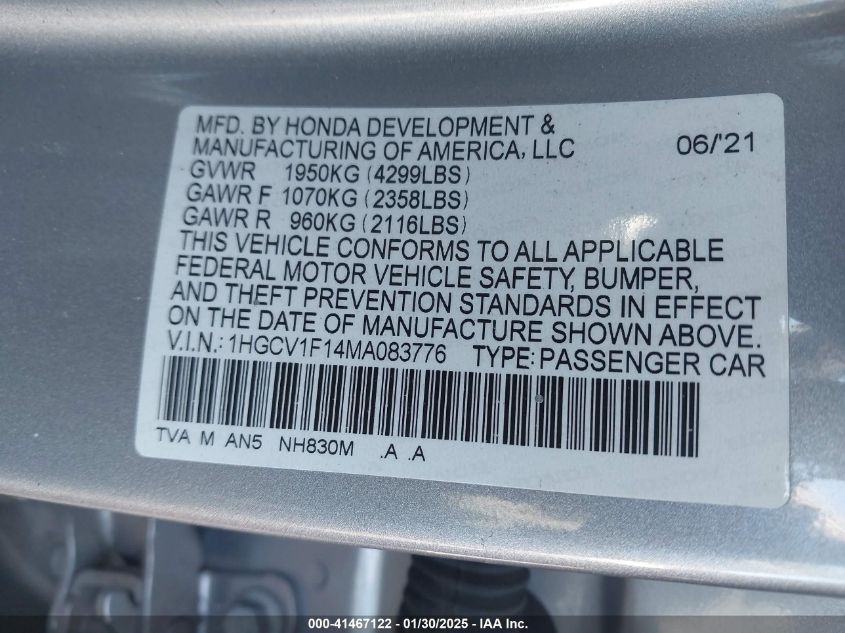 MFD. BY HONDA DEVELOPMENT &
MANUFACTURING OF AMERICA, LLC 06/'21
GVWR 1950KG (4299LBS)
GAWR F 1070KG (2358LBS)
GAWR R 960KG (2116LBS)
THIS VEHICLE CONFORMS TO ALL APPLICABLE
FEDERAL MOTOR VEHICLE SAFETY, BUMPER,
AND THEFT PREVENTION STANDARDS IN EFFECT
ON THE DATE OF MANUFACTURE SHOWN ABOVE.
V.I.N.: 1HGCV1F14MA083776 TYPE: PASSENGER CAR
TVA M AN5 NH830M .A .A
000-41467122 - 01/30/2025 - IAA Inc.